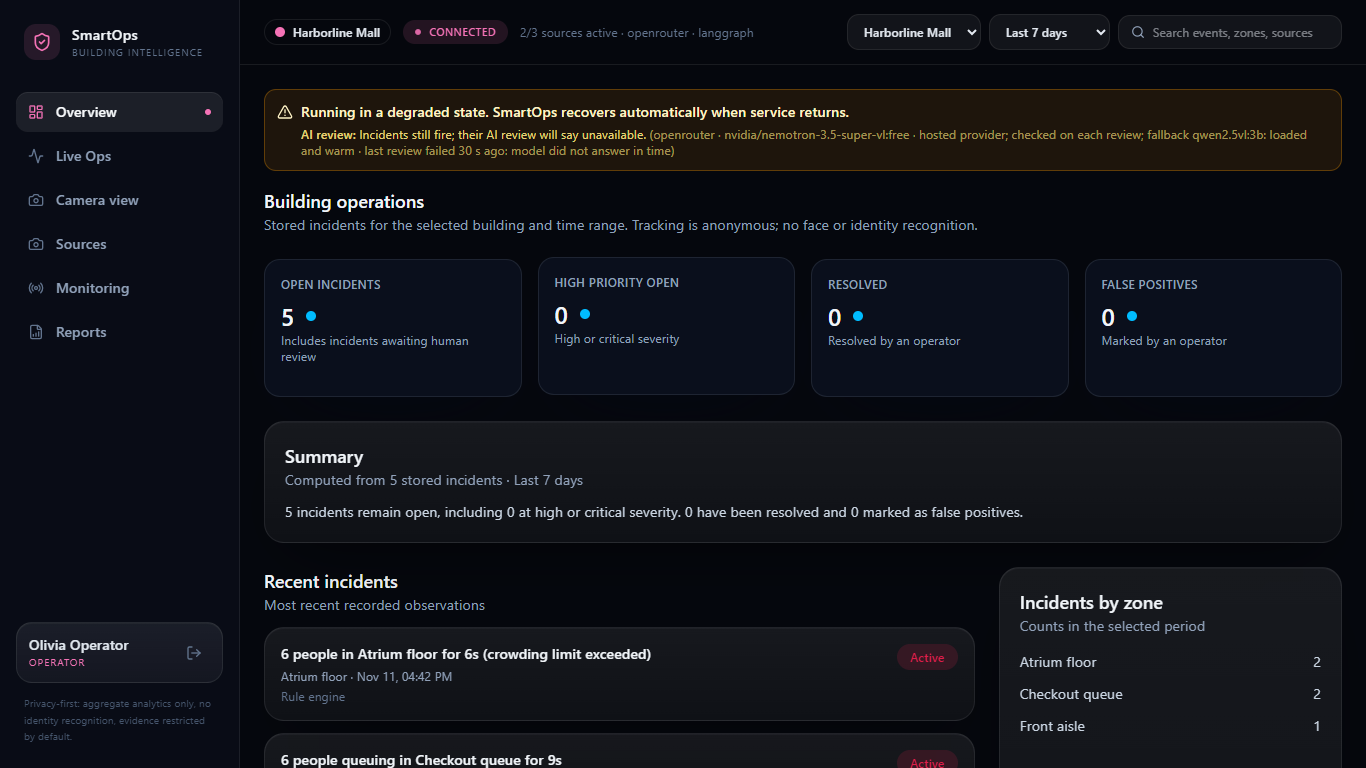 SmartOps
BUILDING INTELLIGENCE
Overview
Live Ops
Camera view
Sources
Monitoring
Reports
Olivia Operator
OPERATOR
Privacy-first: aggregate analytics only, no
identity recognition, evidence restricted
by default.
Harborline Mall
CONNECTED
2/3 sources active · openrouter · langgraph
Harborline Mall
Last 7 days
Search events, zones, sources
Running in a degraded state. SmartOps recovers automatically when service returns.
AI review: Incidents still fire; their AI review will say unavailable. (openrouter · nvidia/nemotron-3.5-super-vl:free · hosted provider; checked on each review; fallback qwen2.5vl:3b: loaded
and warm · last review failed 30 s ago: model did not answer in time)
Building operations
Stored incidents for the selected building and time range. Tracking is anonymous; no face or identity recognition.
OPEN INCIDENTS
5
Includes incidents awaiting human
review
HIGH PRIORITY OPEN
0
High or critical severity
RESOLVED
0
Resolved by an operator
FALSE POSITIVES
0
Marked by an operator
Summary
Computed from 5 stored incidents · Last 7 days
5 incidents remain open, including 0 at high or critical severity. 0 have been resolved and 0 marked as false positives.
Recent incidents
Most recent recorded observations
6 people in Atrium floor for 6s (crowding limit exceeded)
Active
Atrium floor · Nov 11, 04:42 PM
Rule engine
6 people queuing in Checkout queue for 9s
Active
Incidents by zone
Counts in the selected period
Atrium floor 2
Checkout queue 2
Front aisle 1